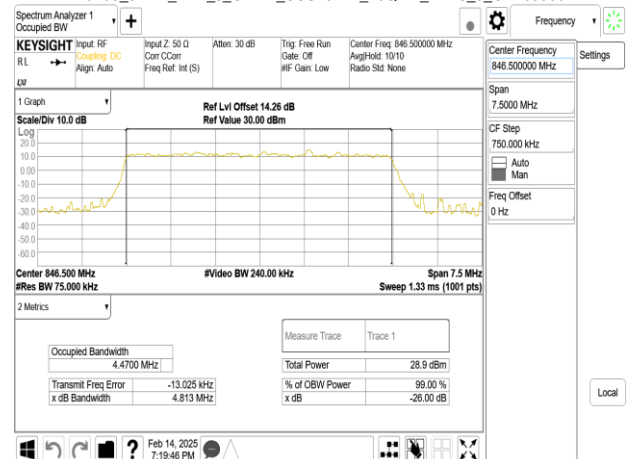 Spectrum Analyzer 1
Occupied BW
+
Frequency
KEYSIGHT
RL
Input: RF
Coupling: DC
Align: Auto
Input Z: 50 Ω
Corr CCorr
Freq Ref: Int (S)
Atten: 30 dB
Trig: Free Run
Gate: Off
#IF Gain: Low
Center Freq: 846.500000 MHz
Avg|Hold: 10/10
Radio Std: None
Center Frequency
846.500000 MHz
Settings
Span
7.5000 MHz
CF Step
750.000 kHz
Auto
Man
Freq Offset
0 Hz
Local
1 Graph
Scale/Div 10.0 dB
Ref Lvl Offset 14.26 dB
Ref Value 30.00 dBm
Log
20.0
10.0
0.00
-10.0
-20.0
-30.0
-40.0
-50.0
-60.0
Center 846.500 MHz
#Video BW 240.00 kHz
Span 7.5 MHz
#Res BW 75.000 kHz
Sweep 1.33 ms (1001 pts)
2 Metrics
Measure Trace
Trace 1
Occupied Bandwidth
4.4700 MHz
Total Power
28.9 dBm
Transmit Freq Error
-13.025 kHz
% of OBW Power
99.00 %
x dB Bandwidth
4.813 MHz
x dB
-26.00 dB
?
Feb 14, 2025
7:19:46 PM